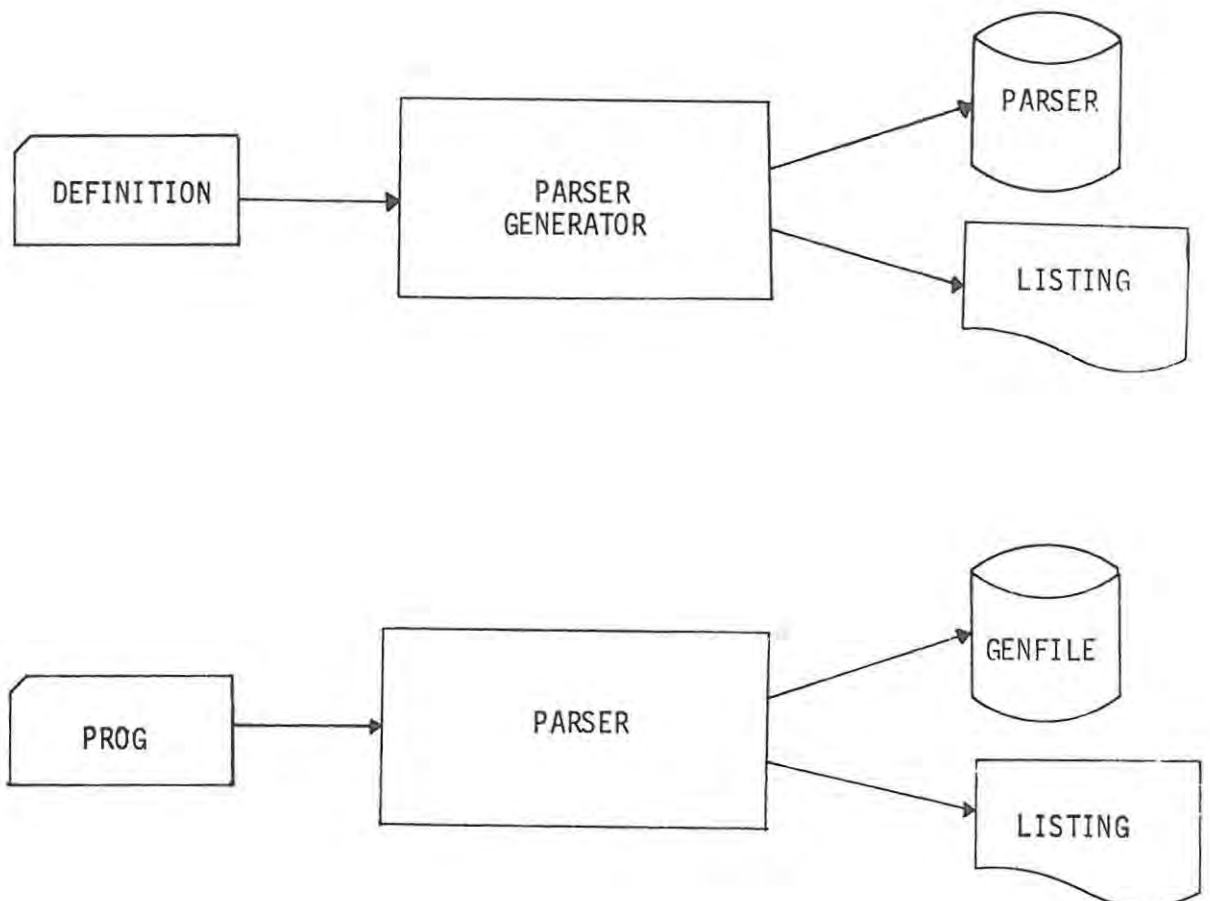 PARSER
DEFINITION
PARSER
GENERATOR
LISTING
GENFILE
PROG
PARSER
LISTING